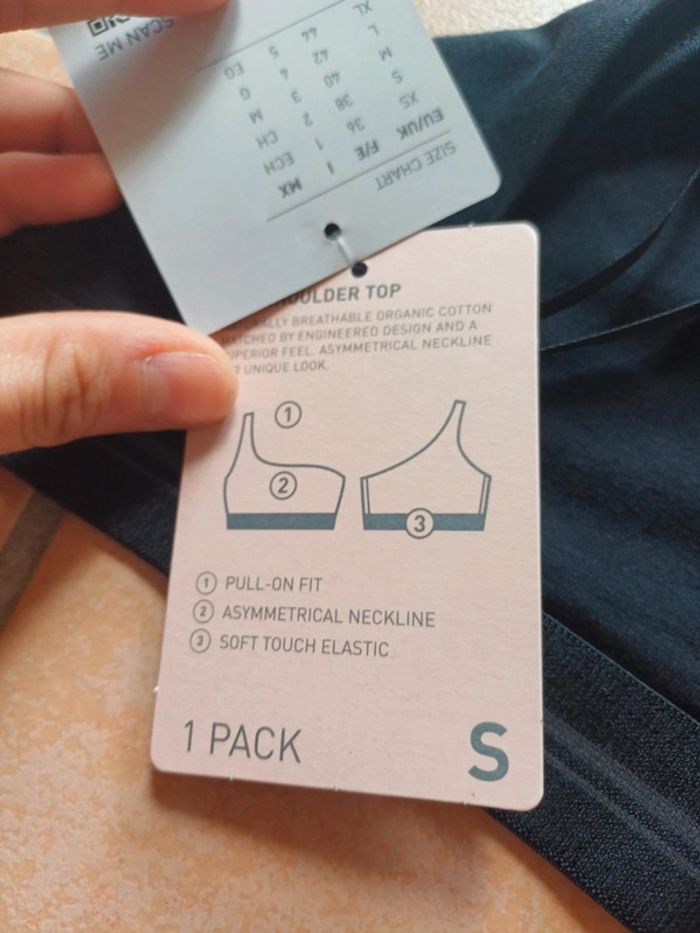 SCAN ME
SIZE CHART
EU/UK F/E I MX
XS 36 1 ECH
S 38 2 CH
M 40 3 M
L 42 4 G
XL 44 5 EG
TOP
BREATHABLE ORGANIC COTTON
BY ENGINEERED DESIGN AND A
FEEL. ASYMMETRICAL NECKLINE
UNIQUE LOOK.
1
2
3
1 PULL-ON FIT
2 ASYMMETRICAL NECKLINE
3 SOFT TOUCH ELASTIC
1 PACK S